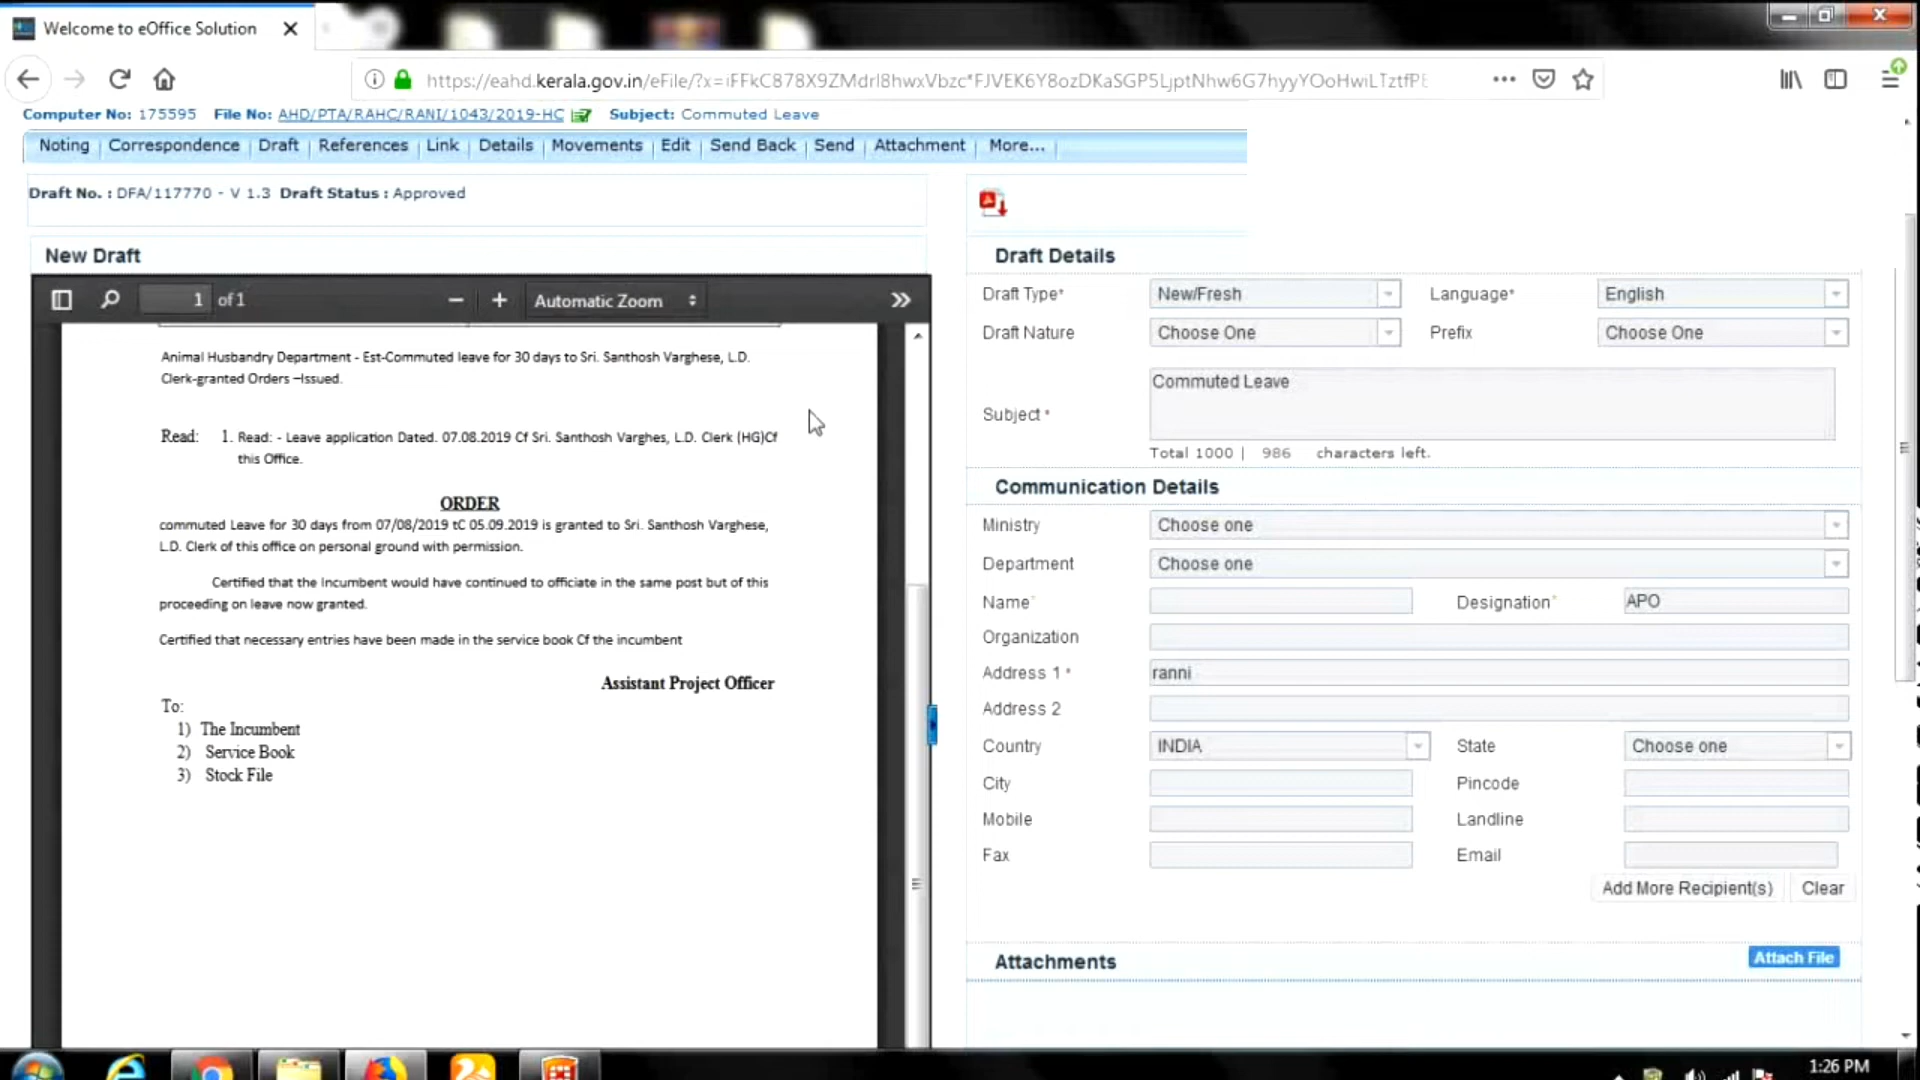 Welcome to eOffice Solution
https://eahd.kerala.gov.in/eFile/?x=
Computer No: 175595 File No: AHD/PTA/RAHC/RANI/1043/2019-HC Subject: Commuted Leave
Noting Correspondence Draft References Link Details Movements Edit Send Back Send Attachment More...
Draft No. : DFA/117770 - V 1.3 Draft Status : Approved
New Draft
1 of 1 Automatic Zoom
Animal Husbandry Department - Est-Commuted leave for 30 days to Sri. Santhosh Varghese, L.D.
Clerk-granted Orders –Issued.
Read: 1. Read: - Leave application Dated. 07.08.2019 Cf Sri. Santhosh Varghes, L.D. Clerk (HG)Cf
this Office.
ORDER
commuted Leave for 30 days from 07/08/2019 tC 05.09.2019 is granted to Sri. Santhosh Varghese,
L.D. Clerk of this office on personal ground with permission.
Certified that the Incumbent would have continued to officiate in the same post but of this
proceeding on leave now granted.
Certified that necessary entries have been made in the service book Cf the incumbent
Assistant Project Officer
To:
1) The Incumbent
2) Service Book
3) Stock File
Draft Details
Draft Type* New/Fresh Language* English
Draft Nature Choose One Prefix Choose One
Subject * Commuted Leave
Total 1000 | 986 characters left.
Communication Details
Ministry Choose one
Department Choose one
Name* Designation* APO
Organization
Address 1 * ranni
Address 2
Country INDIA State Choose one
City Pincode
Mobile Landline
Fax Email
Add More Recipient(s) Clear
Attachments Attach File
1:26 PM